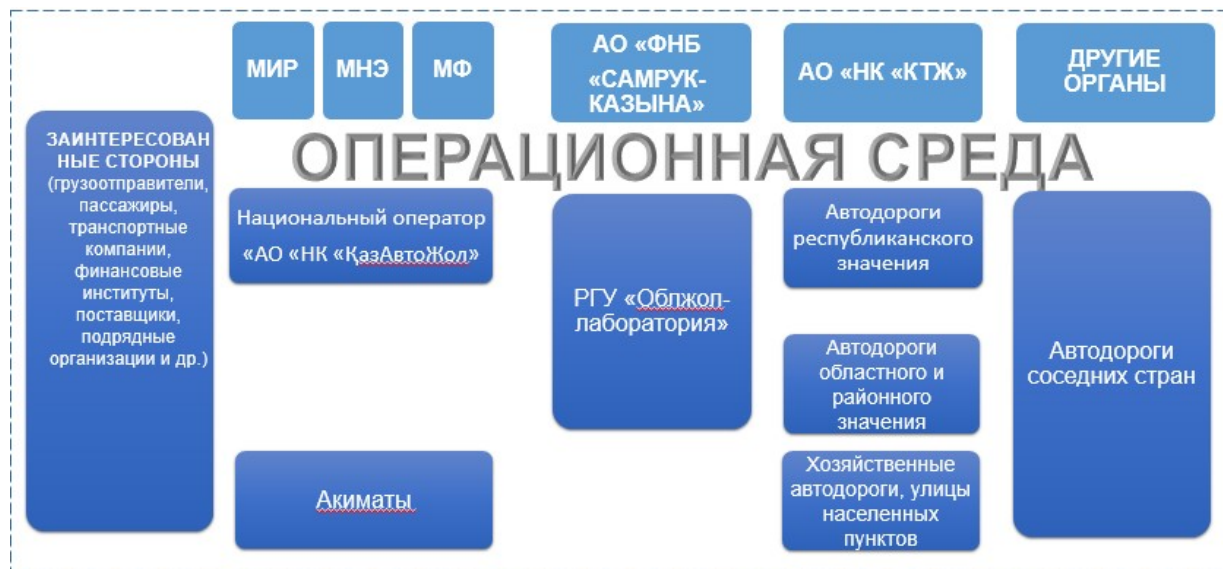 МИР
МНЭ
МФ
АО «ФНБ
«САМРУК-
КАЗЫНА»
АО «НК «КТЖ»
ДРУГИЕ
ОРГАНЫ
ОПЕРАЦИОННАЯ СРЕДА
ЗАИНТЕРЕСОВАН
НЫЕ СТОРОНЫ
(грузоотправители,
пассажиры,
транспортные
компании,
финансовые
институты,
поставщики,
подрядные
организации и др.)
Национальный оператор
«АО «НК «ҚазАвтоЖол»
Акиматы
РГУ «Облжол-
лаборатория»
Автодороги
республиканского
значения
Автодороги
областного и
районного
значения
Хозяйственные
автодороги, улицы
населенных
пунктов
Автодороги
соседних стран